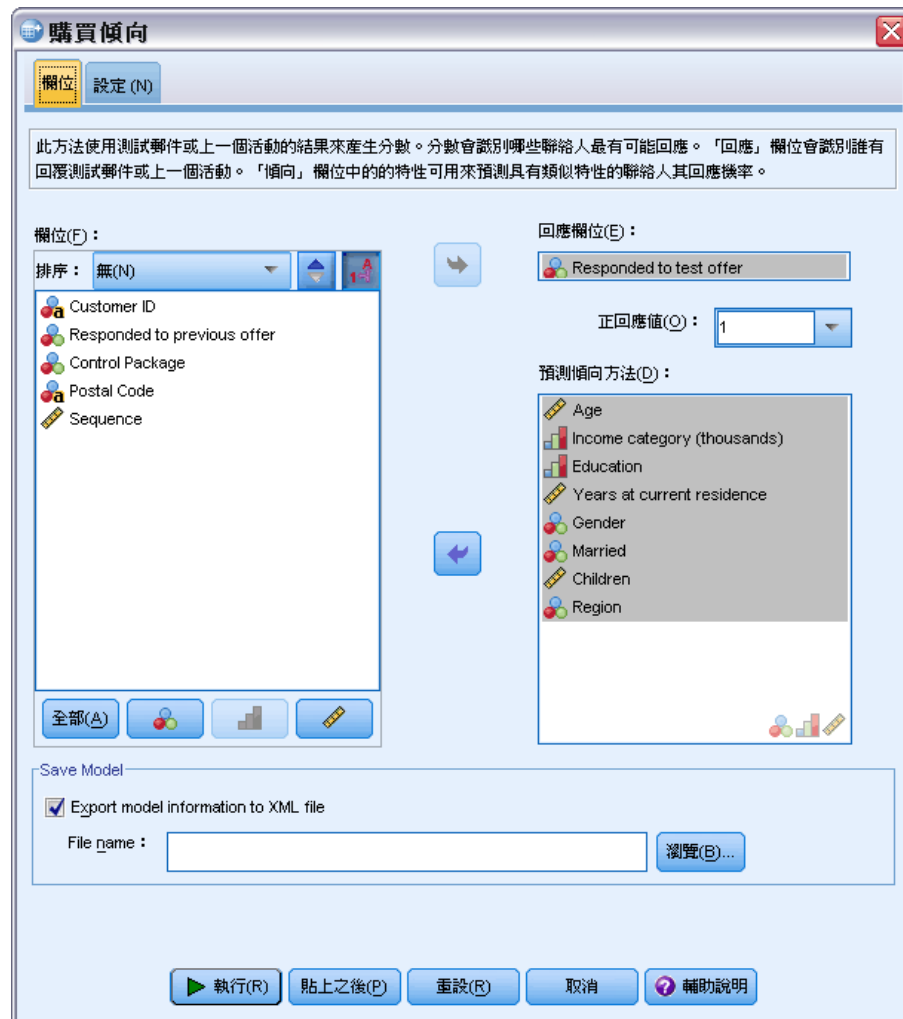 購買傾向
欄位
設定 (N)
此方法使用測試郵件或上一個活動的結果來產生分數。分數會識別哪些聯絡人最有可能回應。「回應」欄位會識別誰有
回覆測試郵件或上一個活動。「傾向」欄位中的的特性可用來預測具有類似特性的聯絡人其回應機率。
欄位(F)：
排序： 無(N)
Customer ID
Responded to previous offer
Control Package
Postal Code
Sequence
全部(A)
回應欄位(E)：
Responded to test offer
正回應值(O)： 1
預測傾向方法(D)：
Age
Income category (thousands)
Education
Years at current residence
Gender
Married
Children
Region
Save Model
Export model information to XML file
File name：
瀏覽(B)...
執行(R)
貼上之後(P)
重設(R)
取消
輔助說明